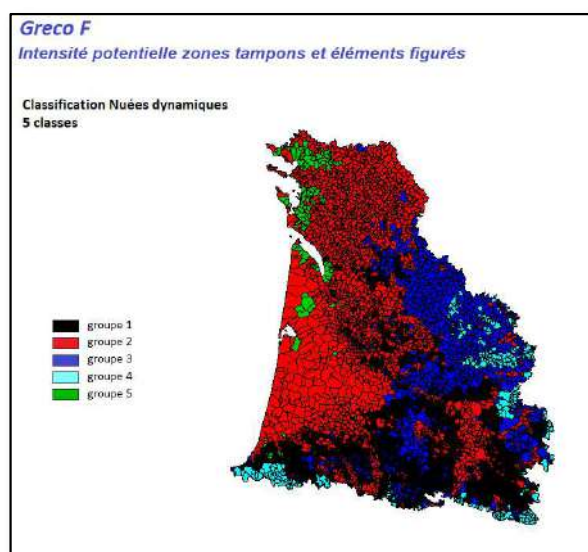 Greco F
Intensité potentielle zones tampons et éléments figurés
Classification Nuées dynamiques
5 classes
groupe 1
groupe 2
groupe 3
groupe 4
groupe 5